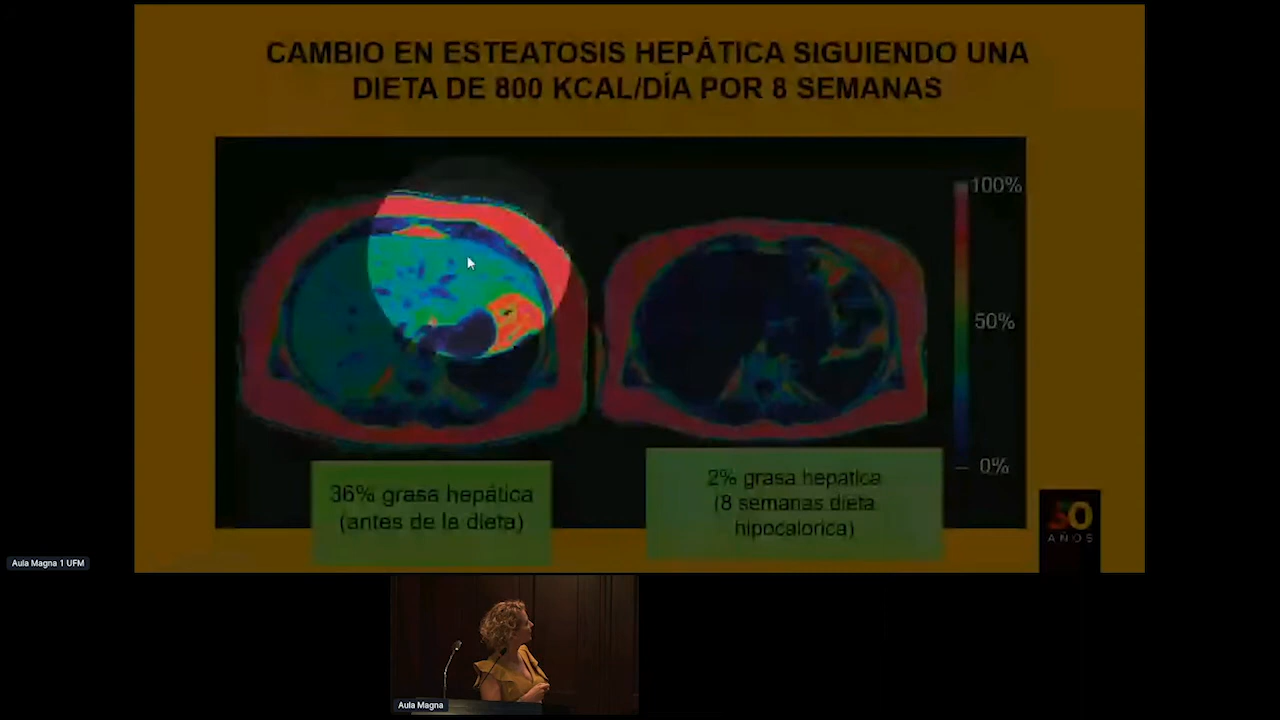 CAMBIO EN ESTEATOSIS HEPÁTICA SIGUIENDO UNA
DIETA DE 800 KCAL/DÍA POR 8 SEMANAS
100%
50%
0%
36% grasa hepática
(antes de la dieta)
2% grasa hepatica
(8 semanas dieta
hipocalorica)
50
AÑOS
Aula Magna 1 UFM
Aula Magna